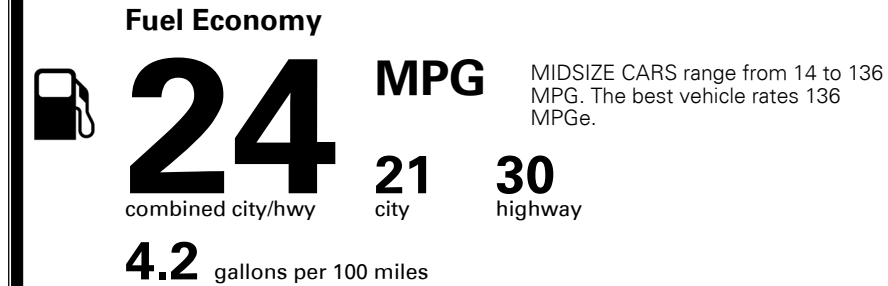 Fuel Economy
24 MPG
MIDSIZE CARS range from 14 to 136
MPG. The best vehicle rates 136
MPGe.
combined city/hwy
21
city
30
highway
4.2 gallons per 100 miles